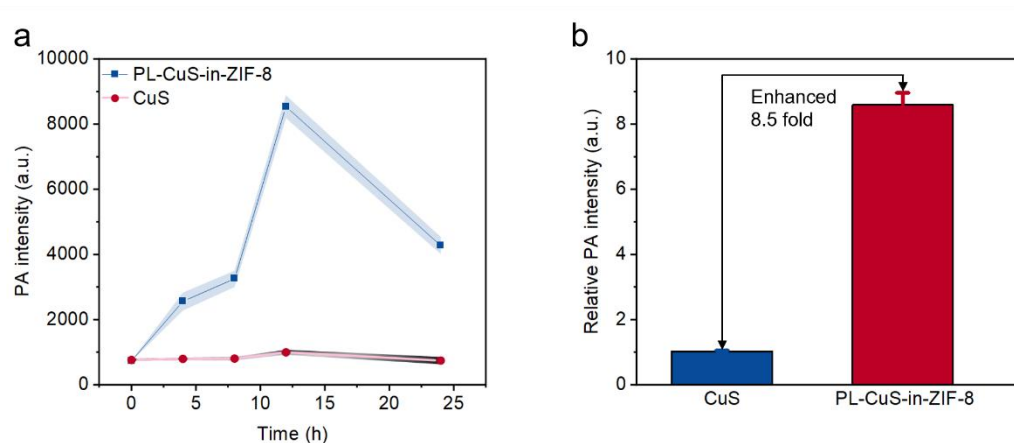 a
PA intensity (a.u.)
10000
8000
6000
4000
2000
0
PL-CuS-in-ZIF-8
CuS
0
5
10
15
20
25
Time (h)
b
Relative PA intensity (a.u.)
10
8
6
4
2
0
Enhanced
8.5 fold
CuS
PL-CuS-in-ZIF-8